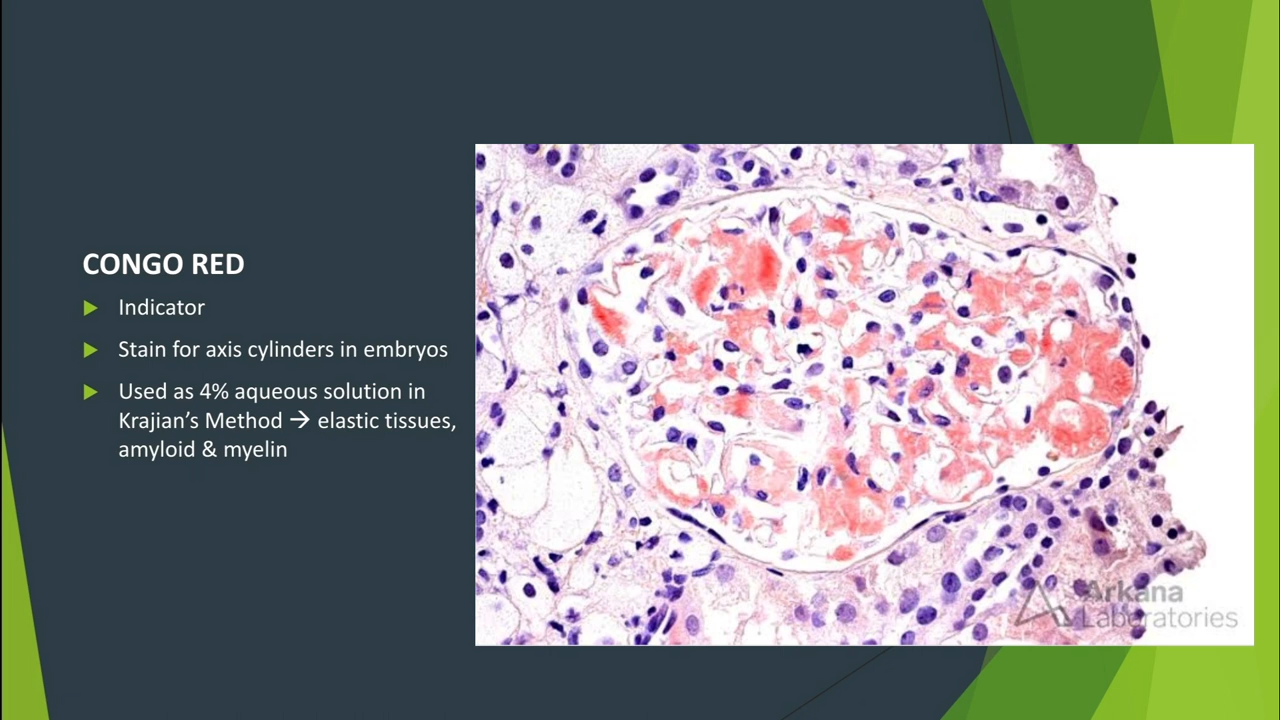 CONGO RED
Indicator
Stain for axis cylinders in embryos
Used as 4% aqueous solution in
Krajian’s Method → elastic tissues,
amyloid & myelin
Arkana
Laboratories